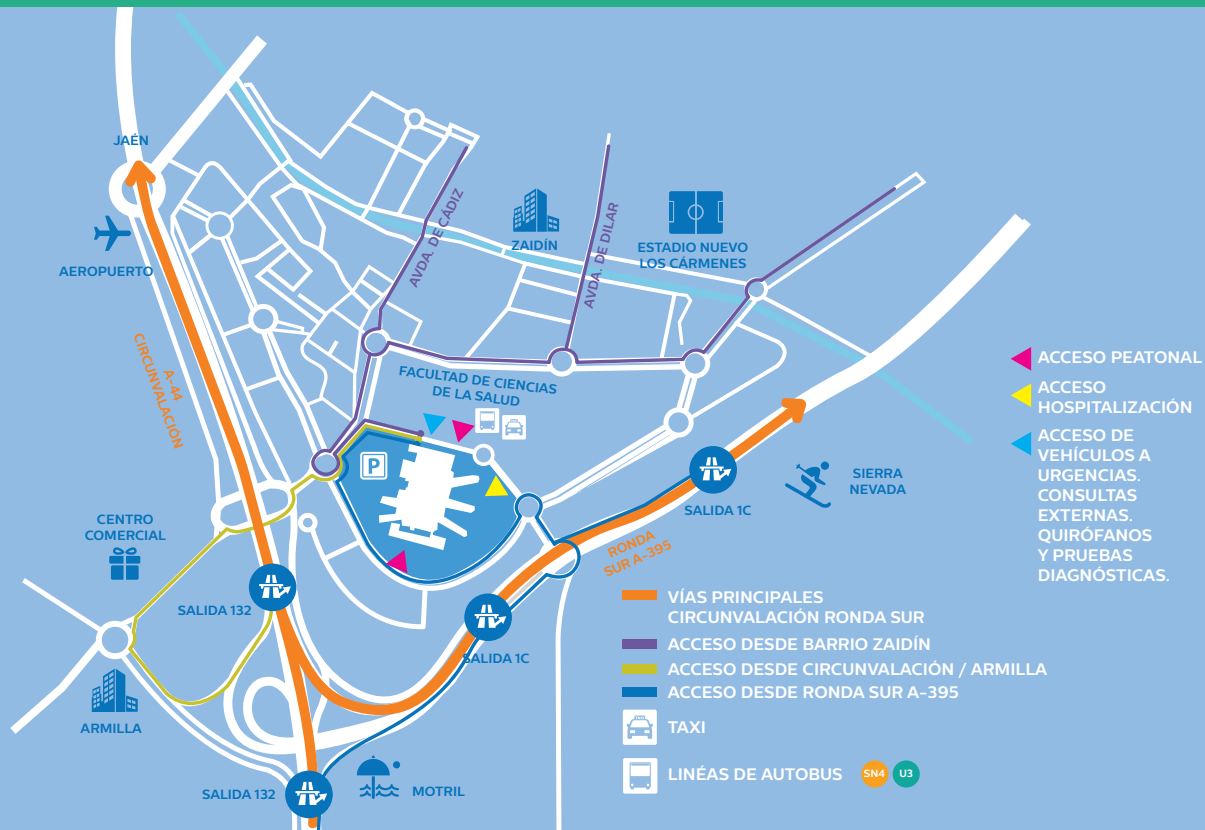 JAÉN
AEROPUERTO
AVDA. DE CÁDIZ
ZAIDÍN
AVDA. DE DILAR
ESTADIO NUEVO
LOS CÁRMENES
A-44
CIRCUNVALACIÓN
FACULTAD DE CIENCIAS
DE LA SALUD
P
ACCESO PEATONAL
ACCESO
HOSPITALIZACIÓN
ACCESO DE
VEHÍCULOS A
URGENCIAS.
CONSULTAS
EXTERNAS.
QUIRÓFANOS
Y PRUEBAS
DIAGNÓSTICAS.
SIERRA
NEVADA
SALIDA 1C
CENTRO
COMERCIAL
RONDA
SUR A-395
SALIDA 132
SALIDA 1C
ARMILLA
SALIDA 132
MOTRIL
VÍAS PRINCIPALES
CIRCUNVALACIÓN RONDA SUR
ACCESO DESDE BARRIO ZAIDÍN
ACCESO DESDE CIRCUNVALACIÓN / ARMILLA
ACCESO DESDE RONDA SUR A-395
TAXI
LINÉAS DE AUTOBUS SN4 U3